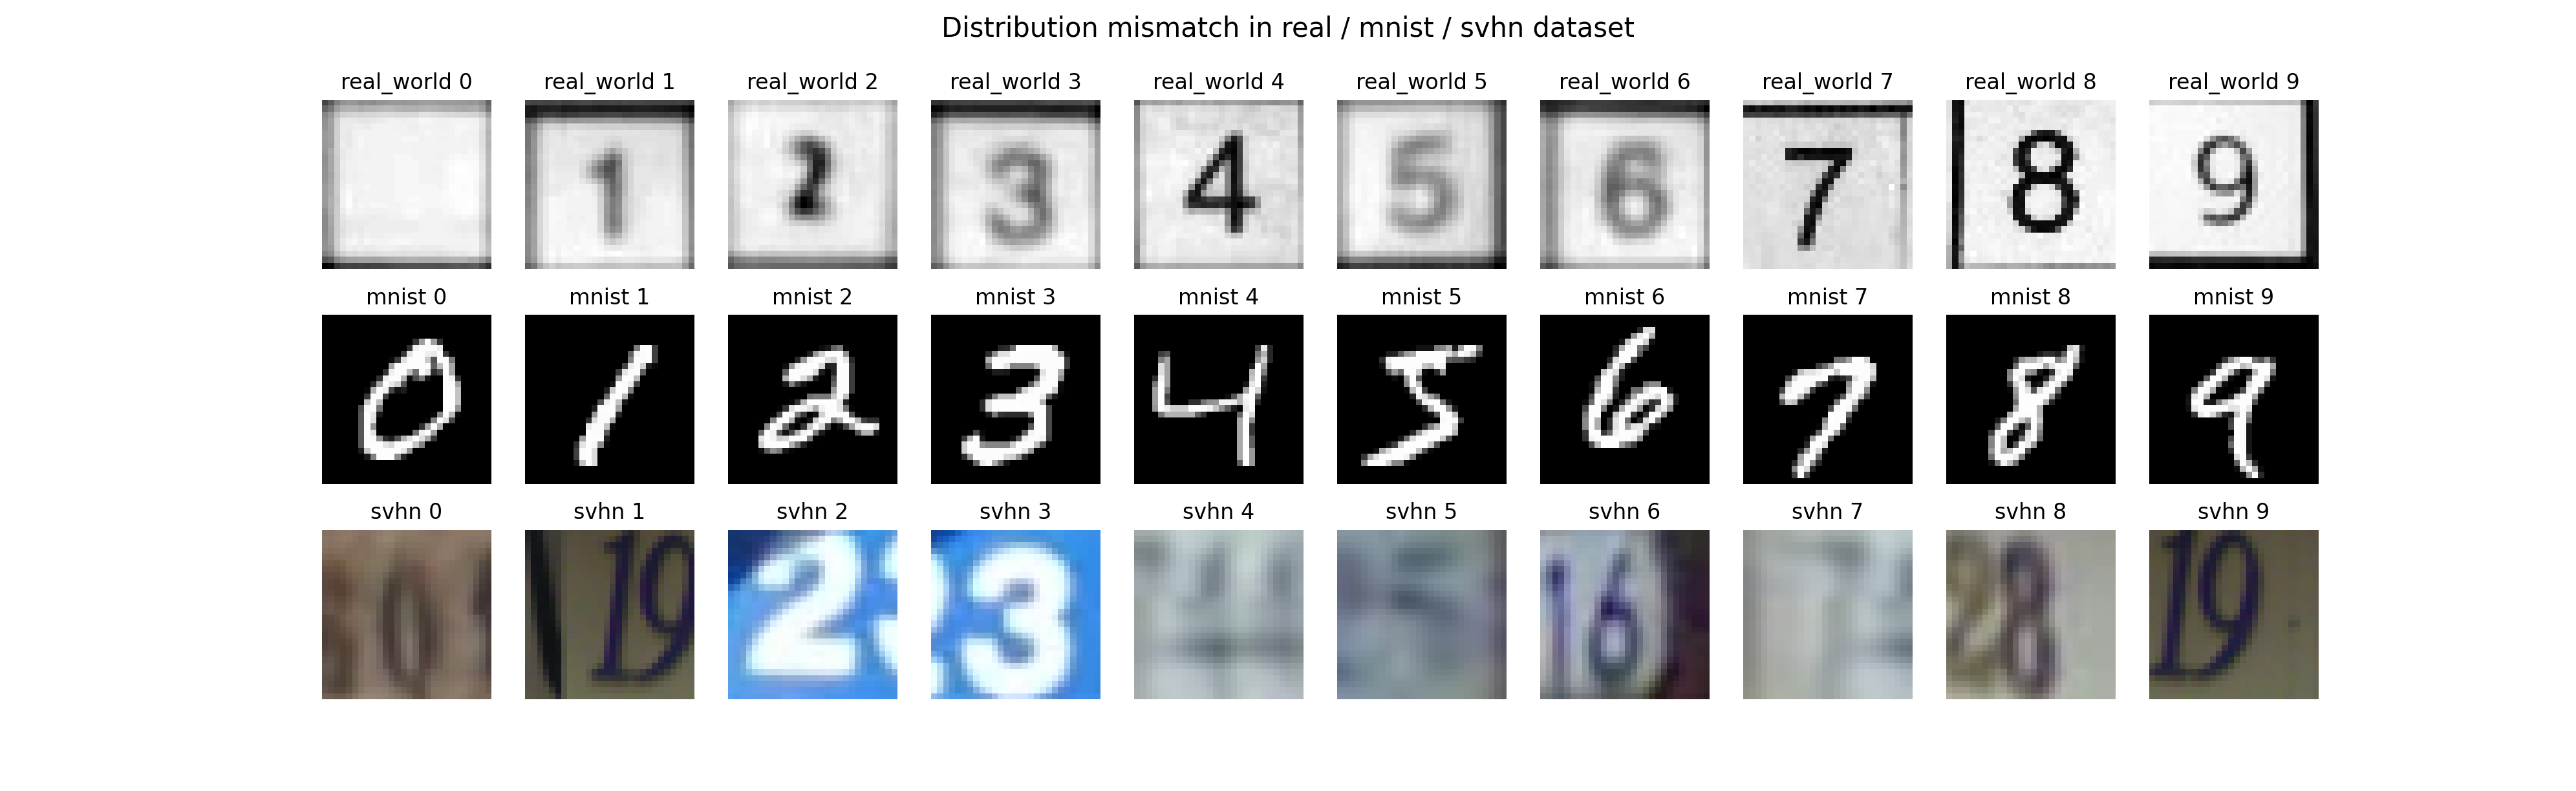 Distribution mismatch in real / mnist / svhn dataset
real_world 0 real_world 1 real_world 2 real_world 3 real_world 4 real_world 5 real_world 6 real_world 7 real_world 8 real_world 9
1 2 3 4 5 6 7 8 9
mnist 0 mnist 1 mnist 2 mnist 3 mnist 4 mnist 5 mnist 6 mnist 7 mnist 8 mnist 9
0 1 2 3 4 5 6 7 8 9
svhn 0 svhn 1 svhn 2 svhn 3 svhn 4 svhn 5 svhn 6 svhn 7 svhn 8 svhn 9
0 19 2 3 16 8 19